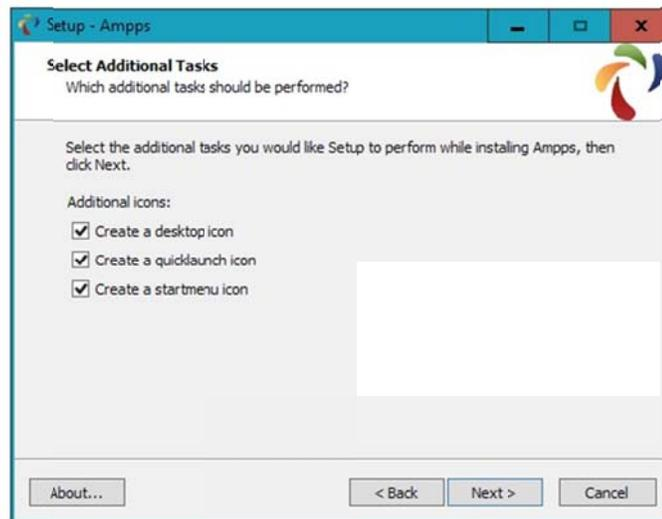 Setup - Ampps
Select Additional Tasks
Which additional tasks should be performed?
Select the additional tasks you would like Setup to perform while instaling Ampps, then
click Next.
Additional icons:
Create a desktop icon
Create a quicklaunch icon
Create a startmenu icon
About...
< Back
Next >
Cancel